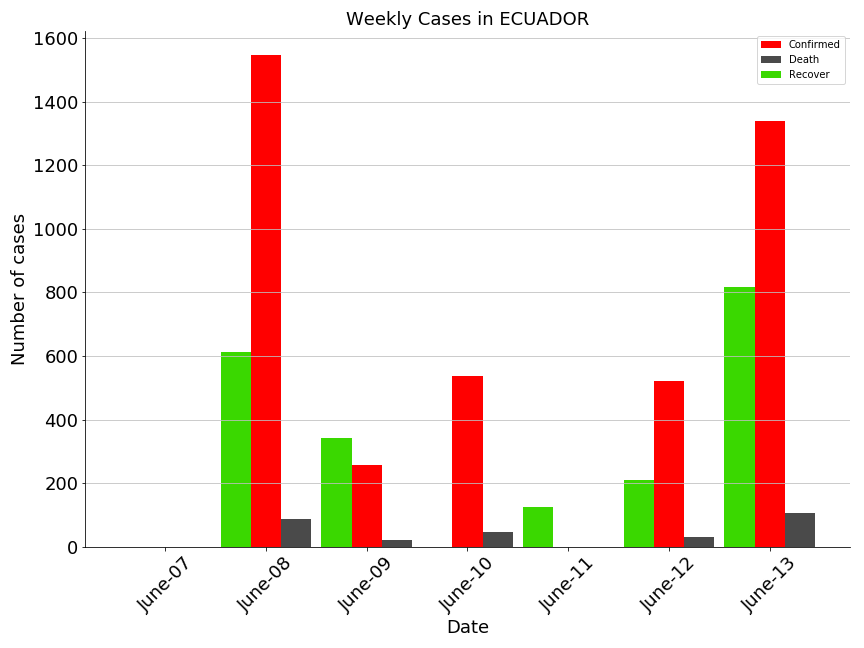 Weekly Cases in ECUADOR
Confirmed
Death
Recover
Number of cases
1600
1400
1200
1000
800
600
400
200
0
June-07 June-08 June-09 June-10 June-11 June-12 June-13
Date